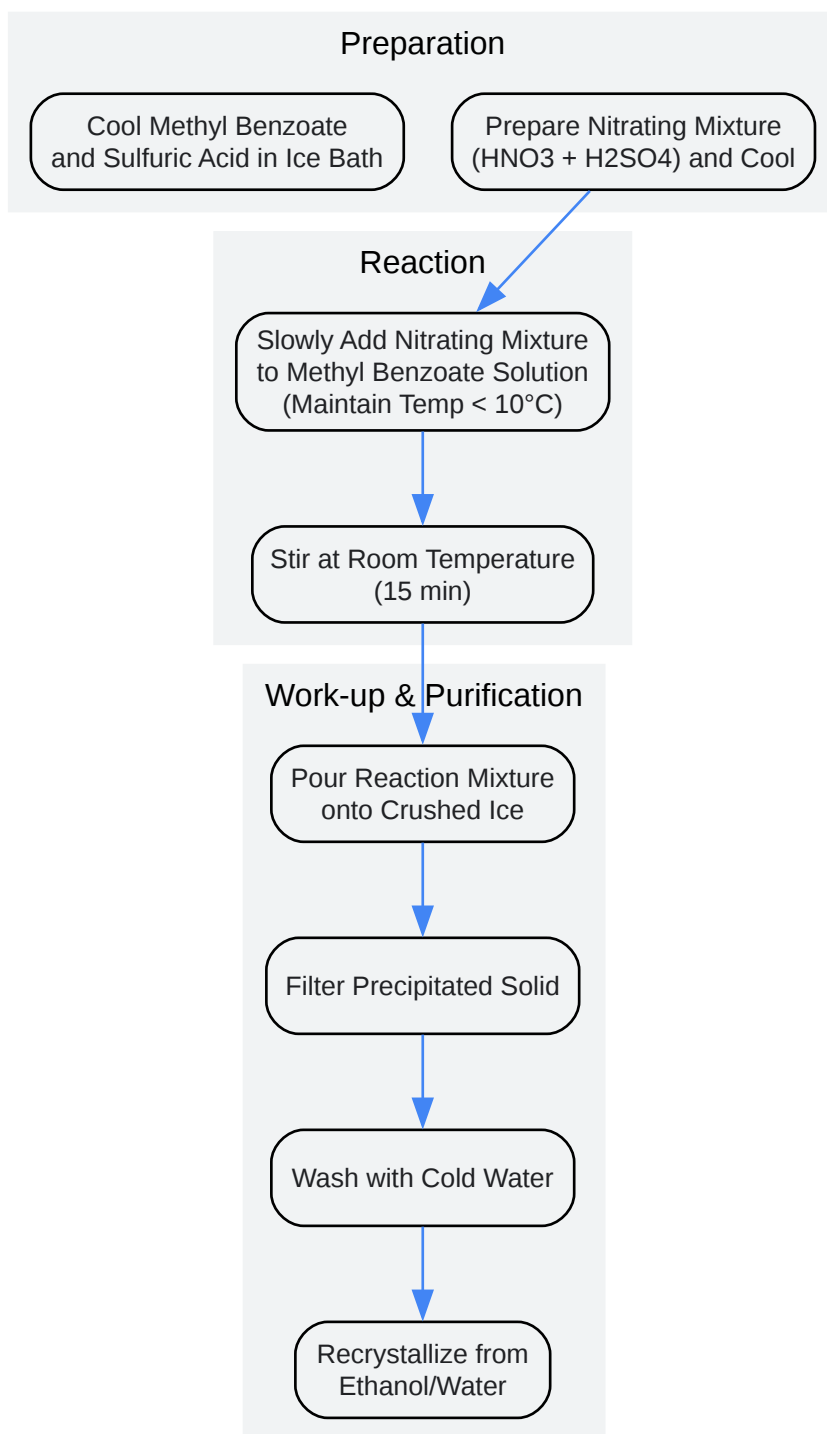 Preparation
Cool Methyl Benzoate
and Sulfuric Acid in Ice Bath
Prepare Nitrating Mixture
(HNO3 + H2SO4) and Cool
Reaction
Slowly Add Nitrating Mixture
to Methyl Benzoate Solution
(Maintain Temp < 10°C)
Stir at Room Temperature
(15 min)
Work-up & Purification
Pour Reaction Mixture
onto Crushed Ice
Filter Precipitated Solid
Wash with Cold Water
Recrystallize from
Ethanol/Water